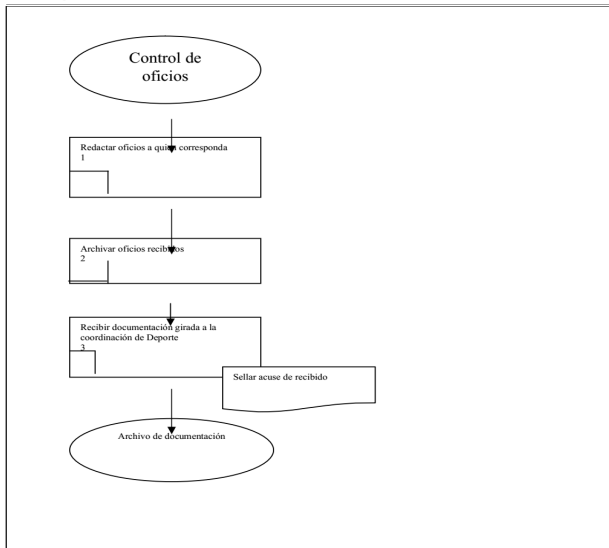 Control de
oficios
Redactar oficios a quien corresponda
1
Archivar oficios recibidos
2
Recibir documentación girada a la
coordinación de Deporte
3
Sellar acuse de recibido
Archivo de documentación